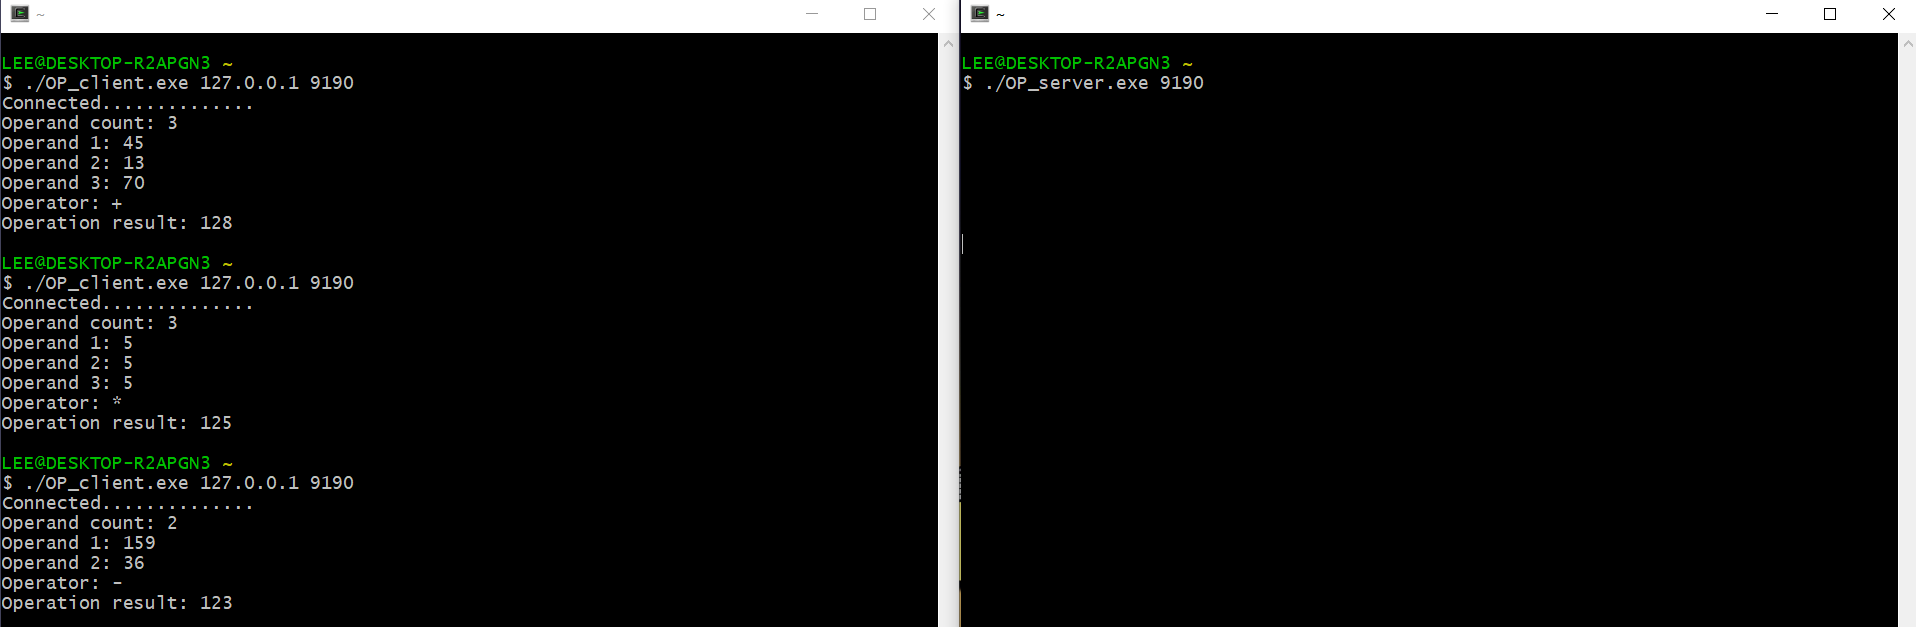 ~
LEE@DESKTOP-R2APGN3 ~
$ ./OP_client.exe 127.0.0.1 9190
Connected..............
Operand count: 3
Operand 1: 45
Operand 2: 13
Operand 3: 70
Operator: +
Operation result: 128
LEE@DESKTOP-R2APGN3 ~
$ ./OP_client.exe 127.0.0.1 9190
Connected..............
Operand count: 3
Operand 1: 5
Operand 2: 5
Operand 3: 5
Operator: *
Operation result: 125
LEE@DESKTOP-R2APGN3 ~
$ ./OP_client.exe 127.0.0.1 9190
Connected..............
Operand count: 2
Operand 1: 159
Operand 2: 36
Operator: -
Operation result: 123
~
LEE@DESKTOP-R2APGN3 ~
$ ./OP_server.exe 9190